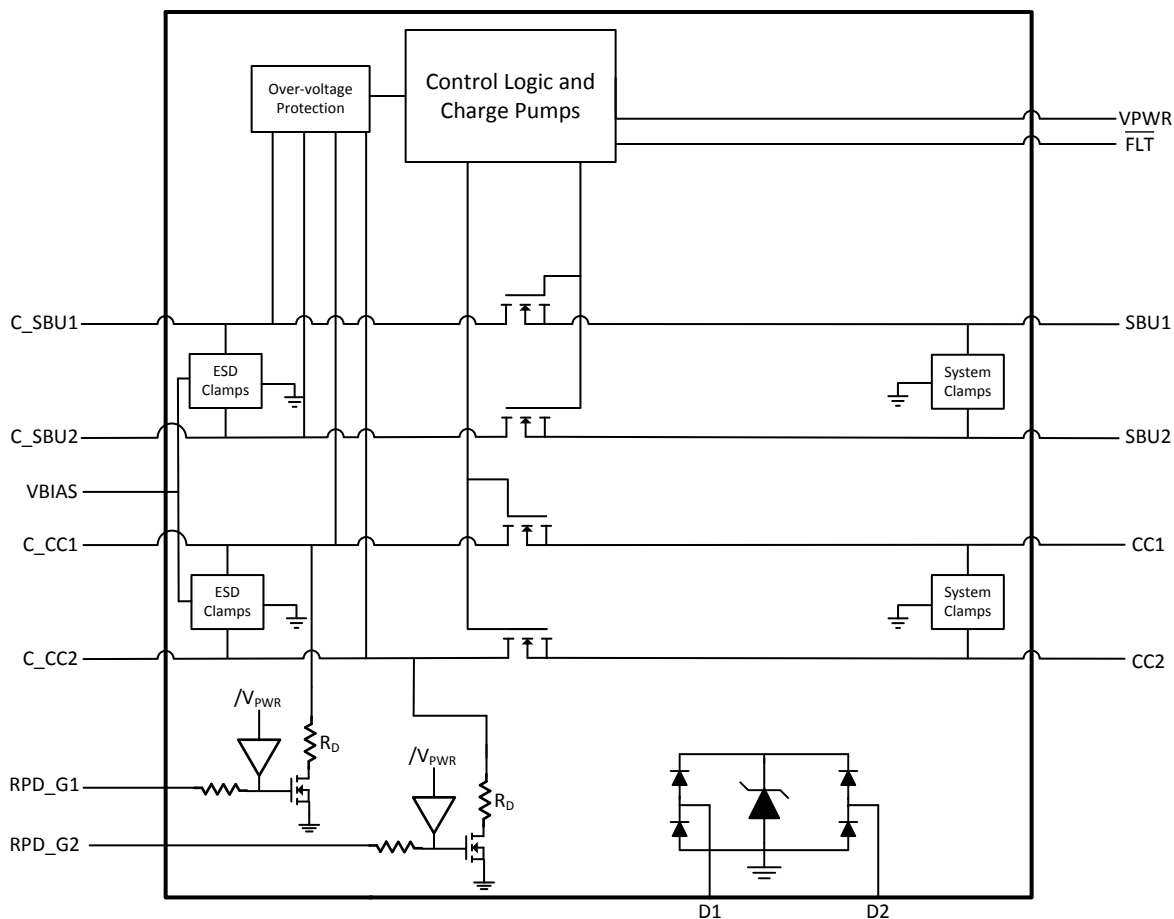 Over-voltage
Protection
Control Logic and
Charge Pumps
VPWR
FLT
C_SBU1
SBU1
ESD
Clamps
System
Clamps
C_SBU2
SBU2
VBIAS
C_CC1
CC1
ESD
Clamps
System
Clamps
C_CC2
CC2
/VPWR
RD
/VPWR
RPD_G1
RD
RPD_G2
D1
D2